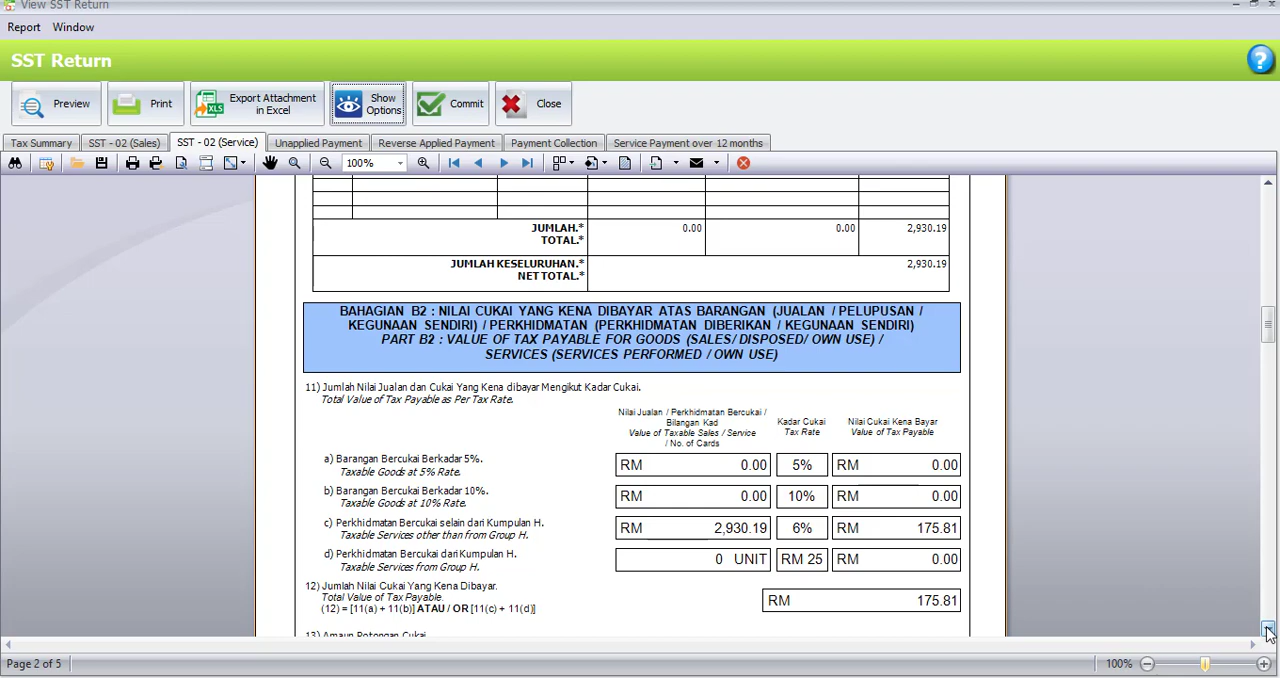 View SST Return
Report Window
SST Return
?
Preview
Print
Export Attachment
in Excel
XLS
Show
Options
Commit
Close
Tax Summary
SST - 02 (Sales)
SST - 02 (Service)
Unapplied Payment
Reverse Applied Payment
Payment Collection
Service Payment over 12 months
100%
JUMLAH.*
TOTAL.*
0.00 0.00 2,930.19
JUMLAH KESELURUHAN.*
NET TOTAL.*
2,930.19
BAHAGIAN B2 : NILAI CUKAI YANG KENA DIBAYAR ATAS BARANGAN (JUALAN / PELUPUSAN /
KEGUNAAN SENDIRI) / PERKHIDMATAN (PERKHIDMATAN DIBERIKAN / KEGUNAAN SENDIRI)
PART B2 : VALUE OF TAX PAYABLE FOR GOODS (SALES/ DISPOSED/ OWN USE) /
SERVICES (SERVICES PERFORMED / OWN USE)
11) Jumlah Nilai Jualan dan Cukai Yang Kena dibayar Mengikut Kadar Cukai.
Total Value of Tax Payable as Per Tax Rate.
Nilai Jualan / Perkhidmatan Bercukai /
Bilangan Kad
Value of Taxable Sales / Service
/ No. of Cards
Kadar Cukai
Tax Rate
Nilai Cukai Kena Bayar
Value of Tax Payable
a) Barangan Bercukai Berkadar 5%.
Taxable Goods at 5% Rate.
RM 0.00 5% RM 0.00
b) Barangan Bercukai Berkadar 10%.
Taxable Goods at 10% Rate.
RM 0.00 10% RM 0.00
c) Perkhidmatan Bercukai selain dari Kumpulan H.
Taxable Services other than from Group H.
RM 2,930.19 6% RM 175.81
d) Perkhidmatan Bercukai dari Kumpulan H.
Taxable Services from Group H.
0 UNIT RM 25 RM 0.00
12) Jumlah Nilai Cukai Yang Kena Dibayar.
Total Value of Tax Payable.
(12) = [11(a) + 11(b)] ATAU / OR [11(c) + 11(d)]
RM 175.81
13) Amaun Potongan Cukai.
Page 2 of 5
100%